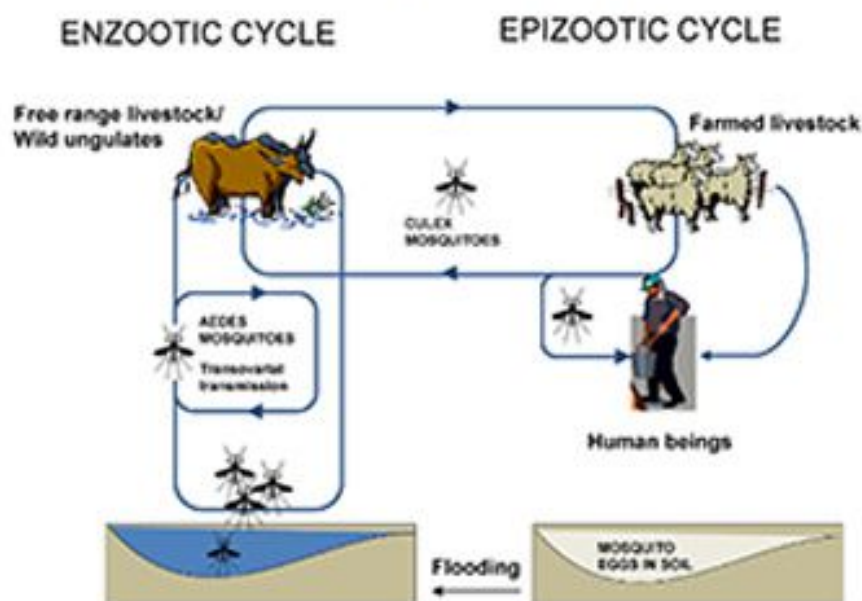 ENZOOTIC CYCLE
EPIZOOTIC CYCLE
Free range livestock/
Wild ungulates
Farmed livestock
CULEX
MOSQUITOES
AEDES
MOSQUITOES
Transovarial
transmission
Human beings
Flooding
MOSQUITO
EGGS IN SOIL